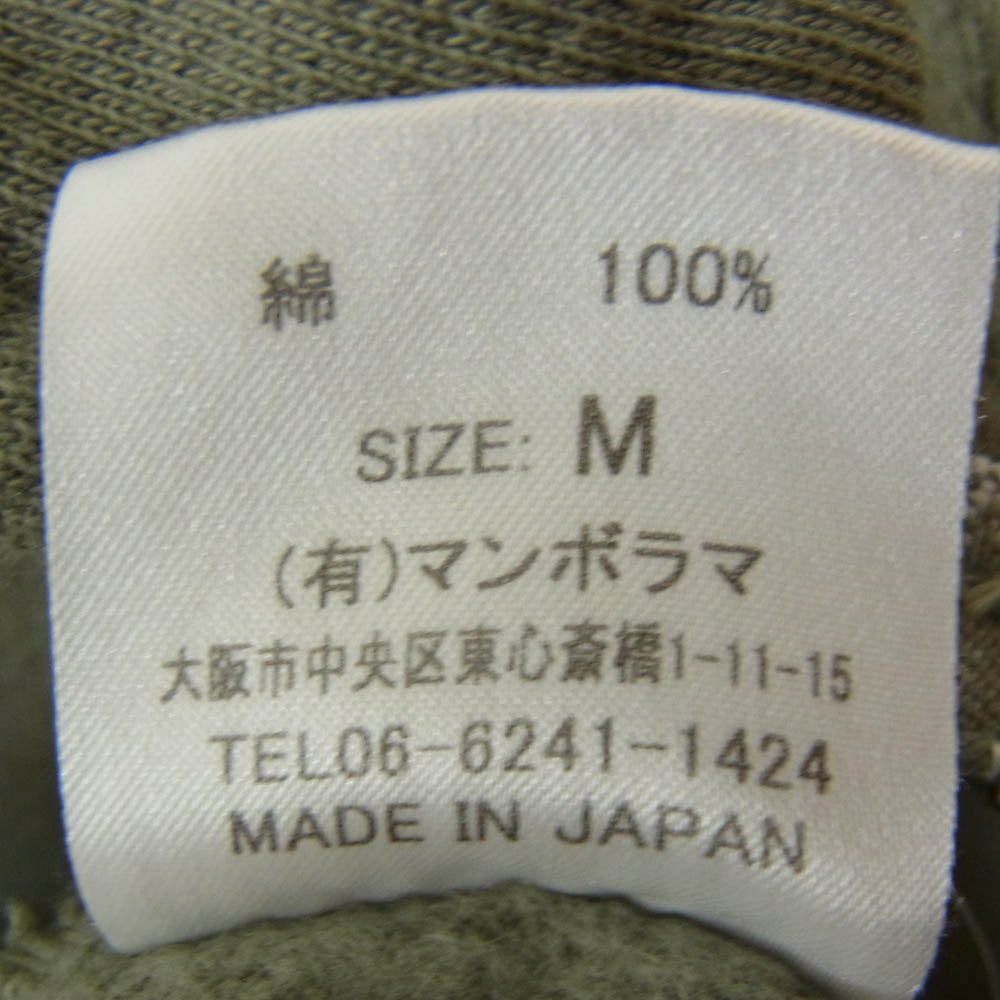 綿 100%
SIZE: M
(有)マンボラマ
大阪市中央区東心斎橋1-11-15
TEL06-6241-1424
MADE IN JAPAN